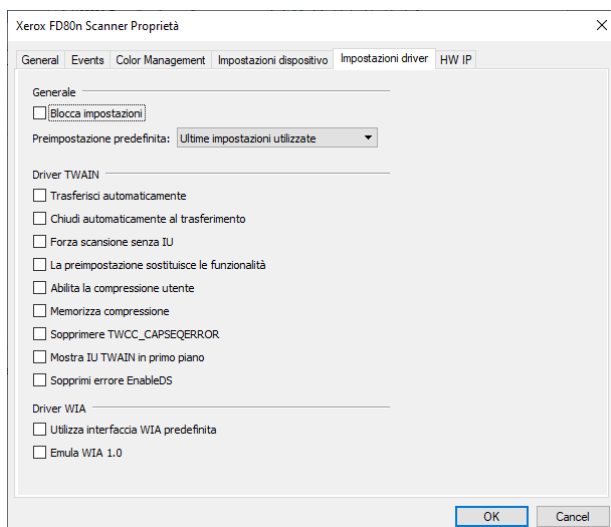 Xerox FD80n Scanner Proprietà
General Events Color Management Impostazioni dispositivo Impostazioni driver HW IP
Generale
Blocca impostazioni
Preimpostazione predefinita: Ultime impostazioni utilizzate
Driver TWAIN
Trasferisci automaticamente
Chiudi automaticamente al trasferimento
Forza scansione senza IU
La preimpostazione sostituisce le funzionalità
Abilita la compressione utente
Memorizza compressione
Sopprimere TWCC_CAPSEQERROR
Mostra IU TWAIN in primo piano
Sopprimi errore EnableDS
Driver WIA
Utilizza interfaccia WIA predefinita
Emula WIA 1.0
OK Cancel